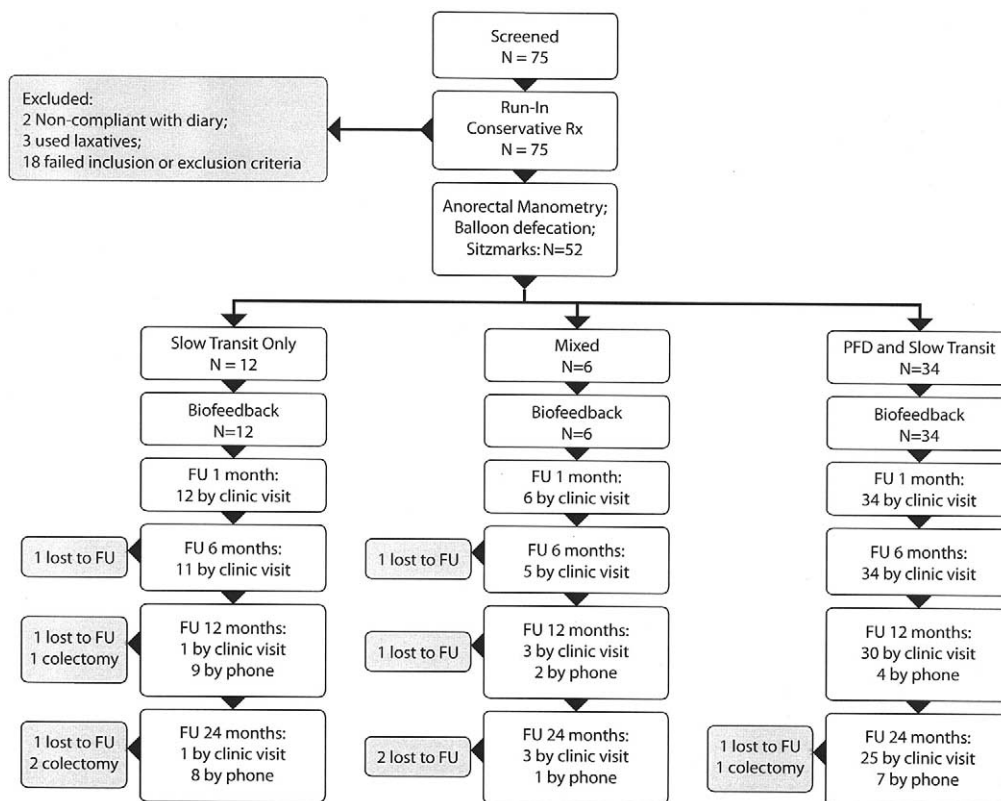 Screened
N = 75
Excluded:
2 Non-compliant with diary;
3 used laxatives;
18 failed inclusion or exclusion criteria
Run-In
Conservative Rx
N = 75
Anorectal Manometry;
Balloon defecation;
Sitzmarks: N=52
Slow Transit Only
N = 12
Mixed
N=6
PFD and Slow Transit
N=34
Biofeedback
N=12
Biofeedback
N=6
Biofeedback
N=34
FU 1 month:
12 by clinic visit
FU 1 month:
6 by clinic visit
FU 1 month:
34 by clinic visit
1 lost to FU
FU 6 months:
11 by clinic visit
1 lost to FU
FU 6 months:
5 by clinic visit
FU 6 months:
34 by clinic visit
1 lost to FU
1 colectomy
FU 12 months:
1 by clinic visit
9 by phone
1 lost to FU
FU 12 months:
3 by clinic visit
2 by phone
FU 12 months:
30 by clinic visit
4 by phone
1 lost to FU
2 colectomy
FU 24 months:
1 by clinic visit
8 by phone
2 lost to FU
FU 24 months:
3 by clinic visit
1 by phone
1 lost to FU
1 colectomy
FU 24 months:
25 by clinic visit
7 by phone